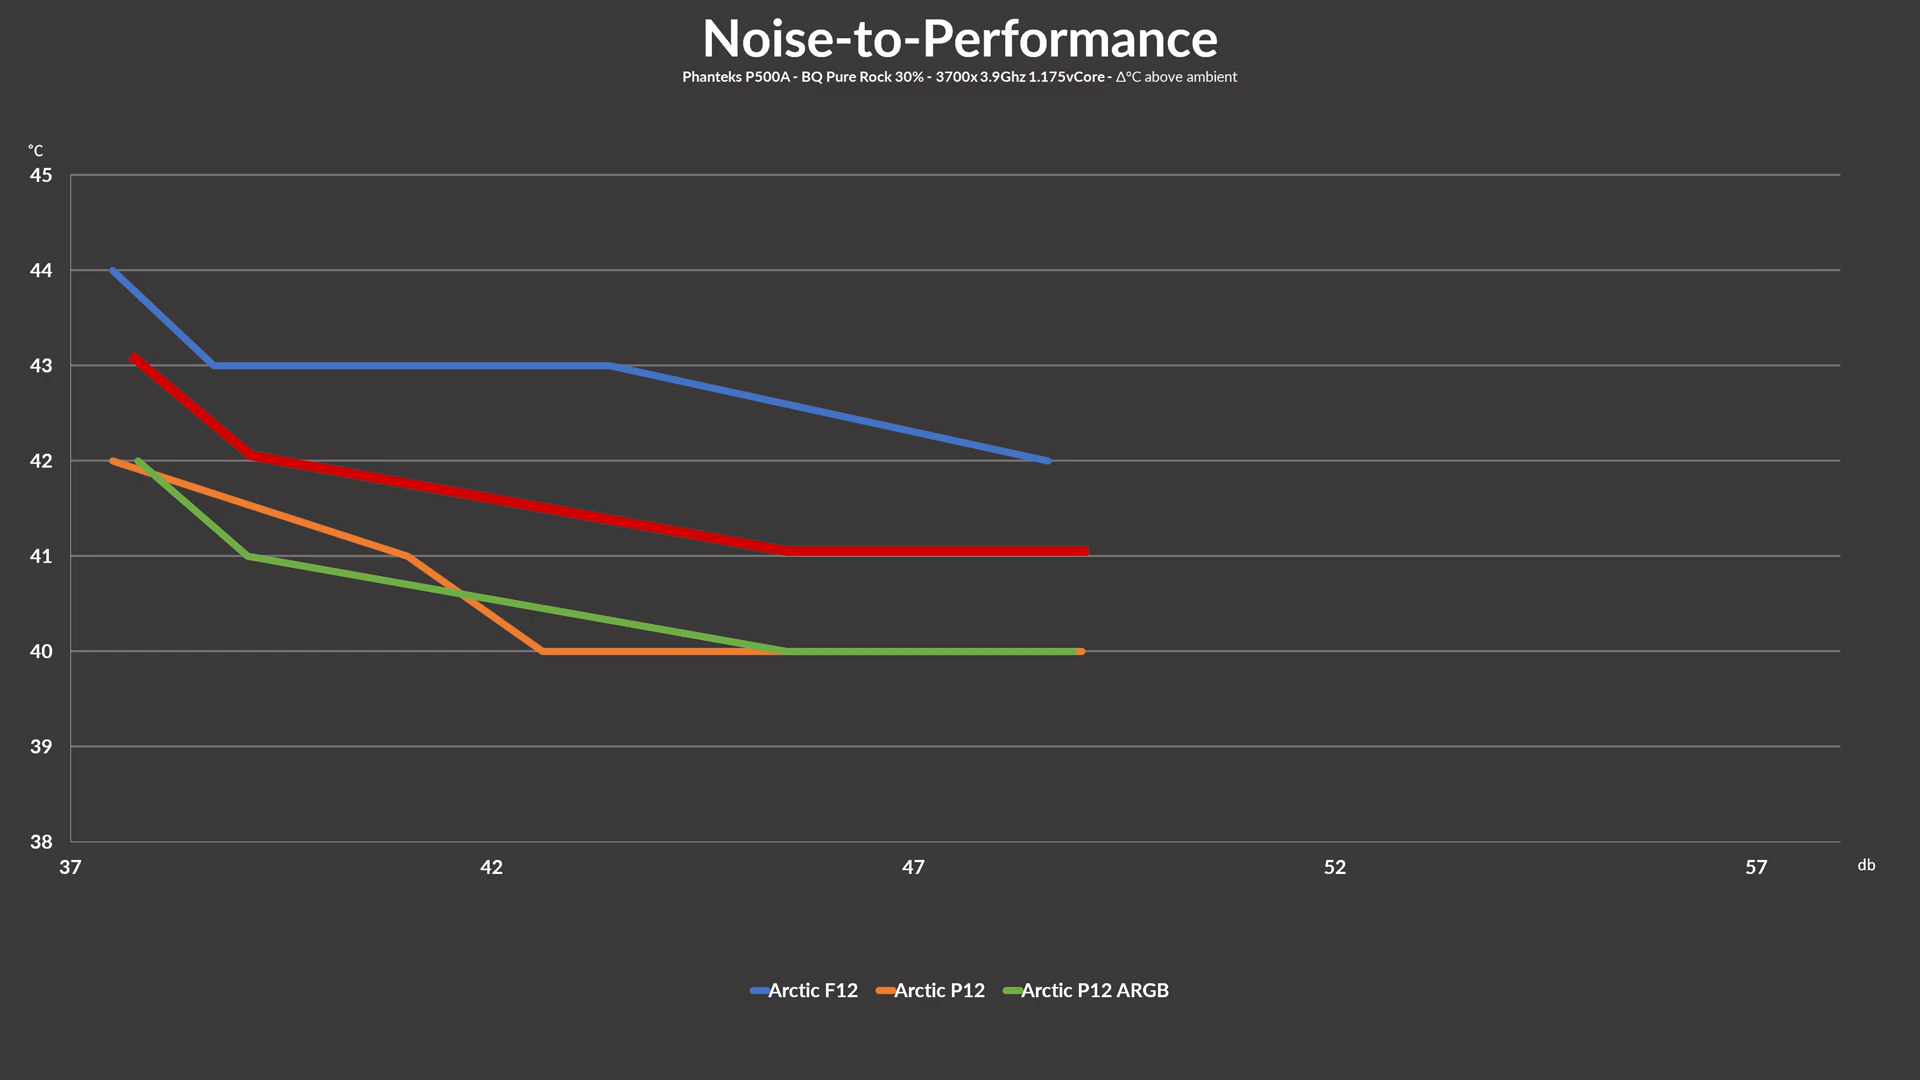 Noise-to-Performance
Phanteks P500A - BQ Pure Rock 30% - 3700x 3.9Ghz 1.175vCore - Δ°C above ambient
°C
45
44
43
42
41
40
39
38
37 42 47 52 57 db
Arctic F12 Arctic P12 Arctic P12 ARGB